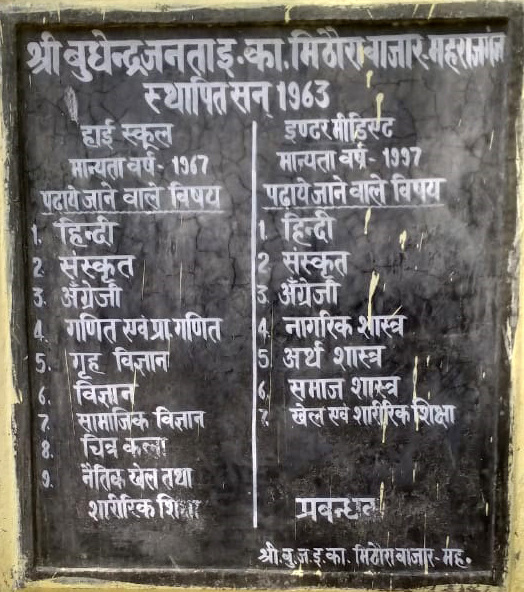 श्री बुधेन्द्र जनता इ.का. मिठौरा बाजार-महराजगंज
स्थापित सन् 1963
हाई स्कूल
मान्यता वर्ष- 1967
पढ़ाये जाने वाले विषय
1. हिन्दी
2. संस्कृत
3. अँग्रेजी
4. गणित एवं प्रा. गणित
5. गृह विज्ञान
6. विज्ञान
7. सामाजिक विज्ञान
8. चित्र कला
9. नैतिक खेल तथा
शारीरिक शिक्षा
इण्टरमीडिएट
मान्यता वर्ष- 1997
पढ़ाये जाने वाले विषय
1. हिन्दी
2. संस्कृत
3. अँग्रेजी
4. नागरिक शास्त्र
5. अर्थ शास्त्र
6. समाज शास्त्र
7. खेल एवं शारीरिक शिक्षा
प्रबन्धक
श्री.बु.ज.इ.का. मिठौरा बाजार-मह.